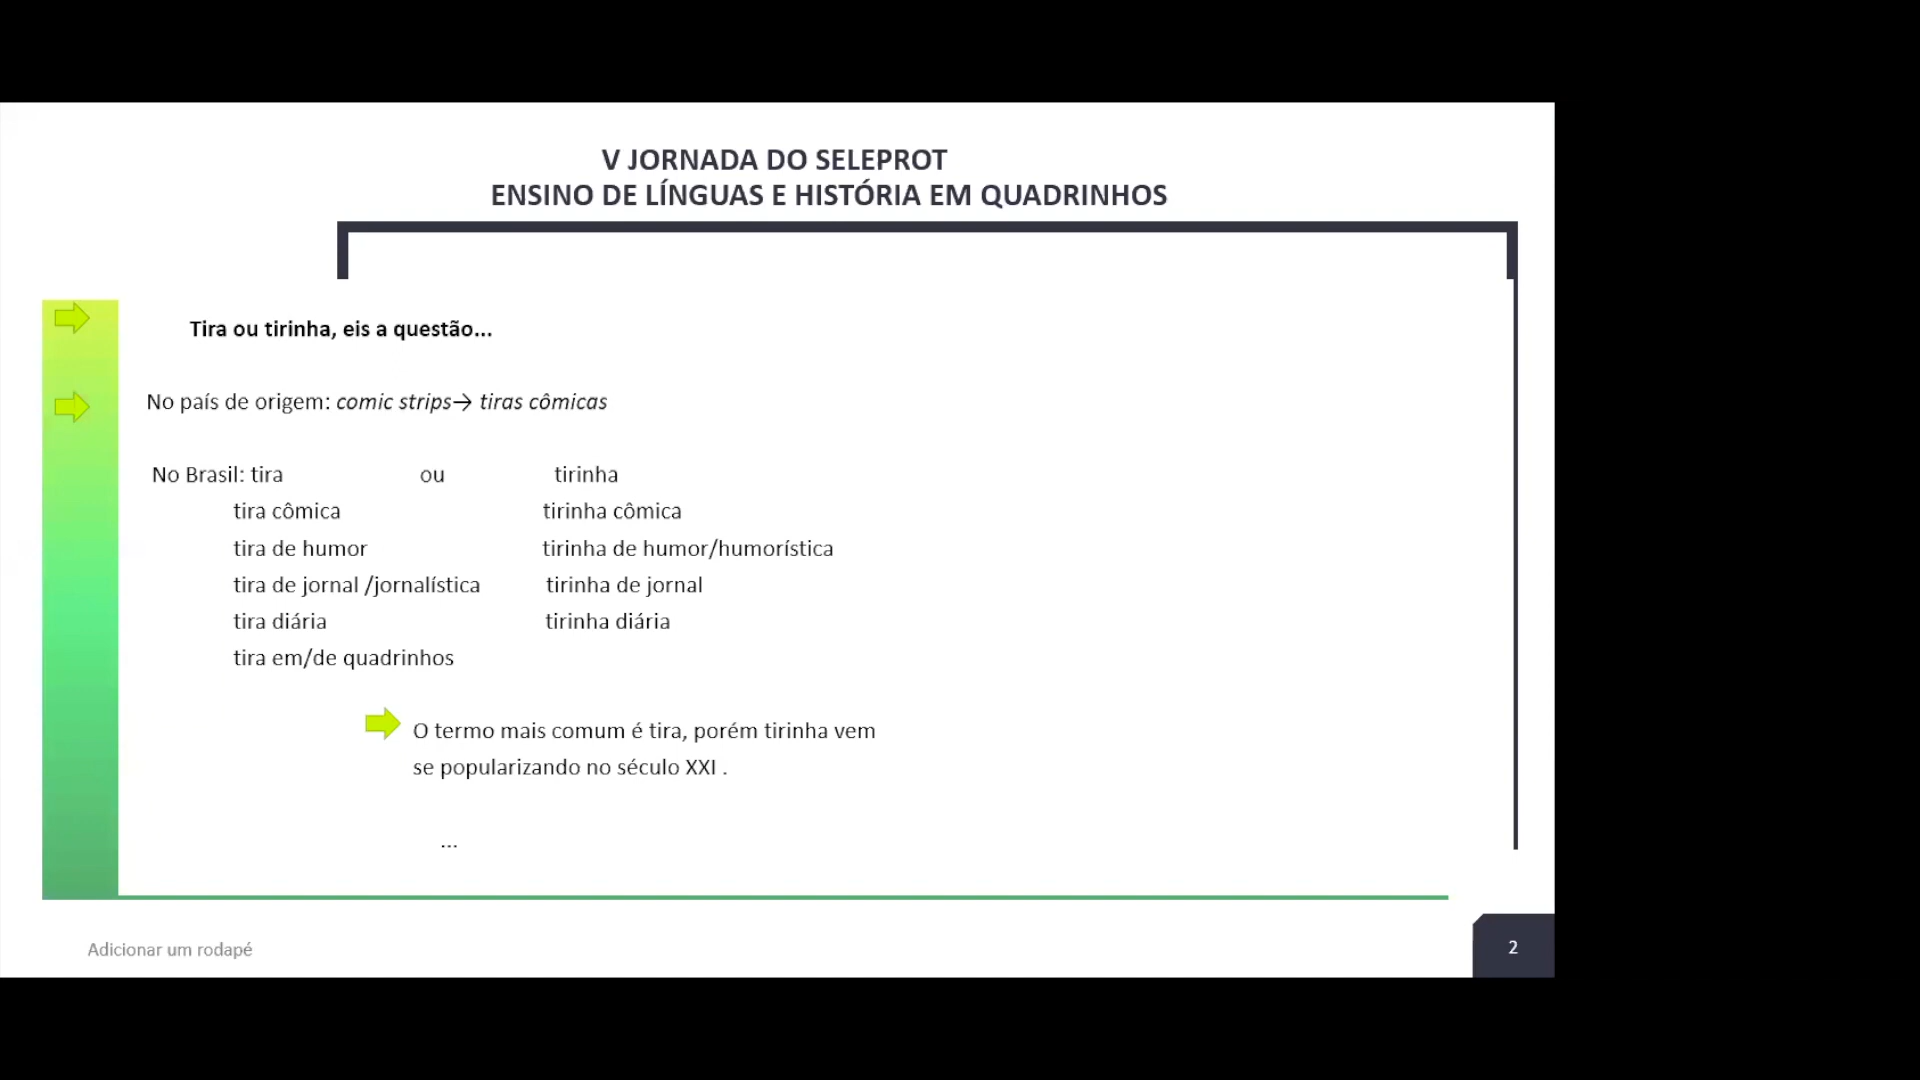 V JORNADA DO SELEPROT
ENSINO DE LÍNGUAS E HISTÓRIA EM QUADRINHOS
Tira ou tirinha, eis a questão...
No país de origem: comic strips→ tiras cômicas
No Brasil: tira ou tirinha
tira cômica tirinha cômica
tira de humor tirinha de humor/humorística
tira de jornal /jornalística tirinha de jornal
tira diária tirinha diária
tira em/de quadrinhos
O termo mais comum é tira, porém tirinha vem
se popularizando no século XXI .
...
Adicionar um rodapé
2